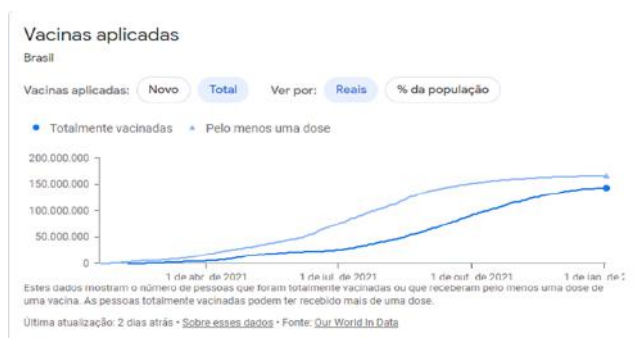 Vacinas aplicadas
Brasil
Vacinas aplicadas: Novo Total Ver por: Reais % da população
Totalmente vacinadas Pelo menos uma dose
200.000.000
150.000.000
100.000.000
50.000.000
0
1 de abr. de 2021 1 de jul. de 2021 1 de out. de 2021 1 de jan. de 2
Estes dados mostram o número de pessoas que foram totalmente vacinadas ou que receberam pelo menos uma dose de
uma vacina. As pessoas totalmente vacinadas podem ter recebido mais de uma dose.
Última atualização: 2 dias atrás • Sobre esses dados • Fonte: Our World In Data